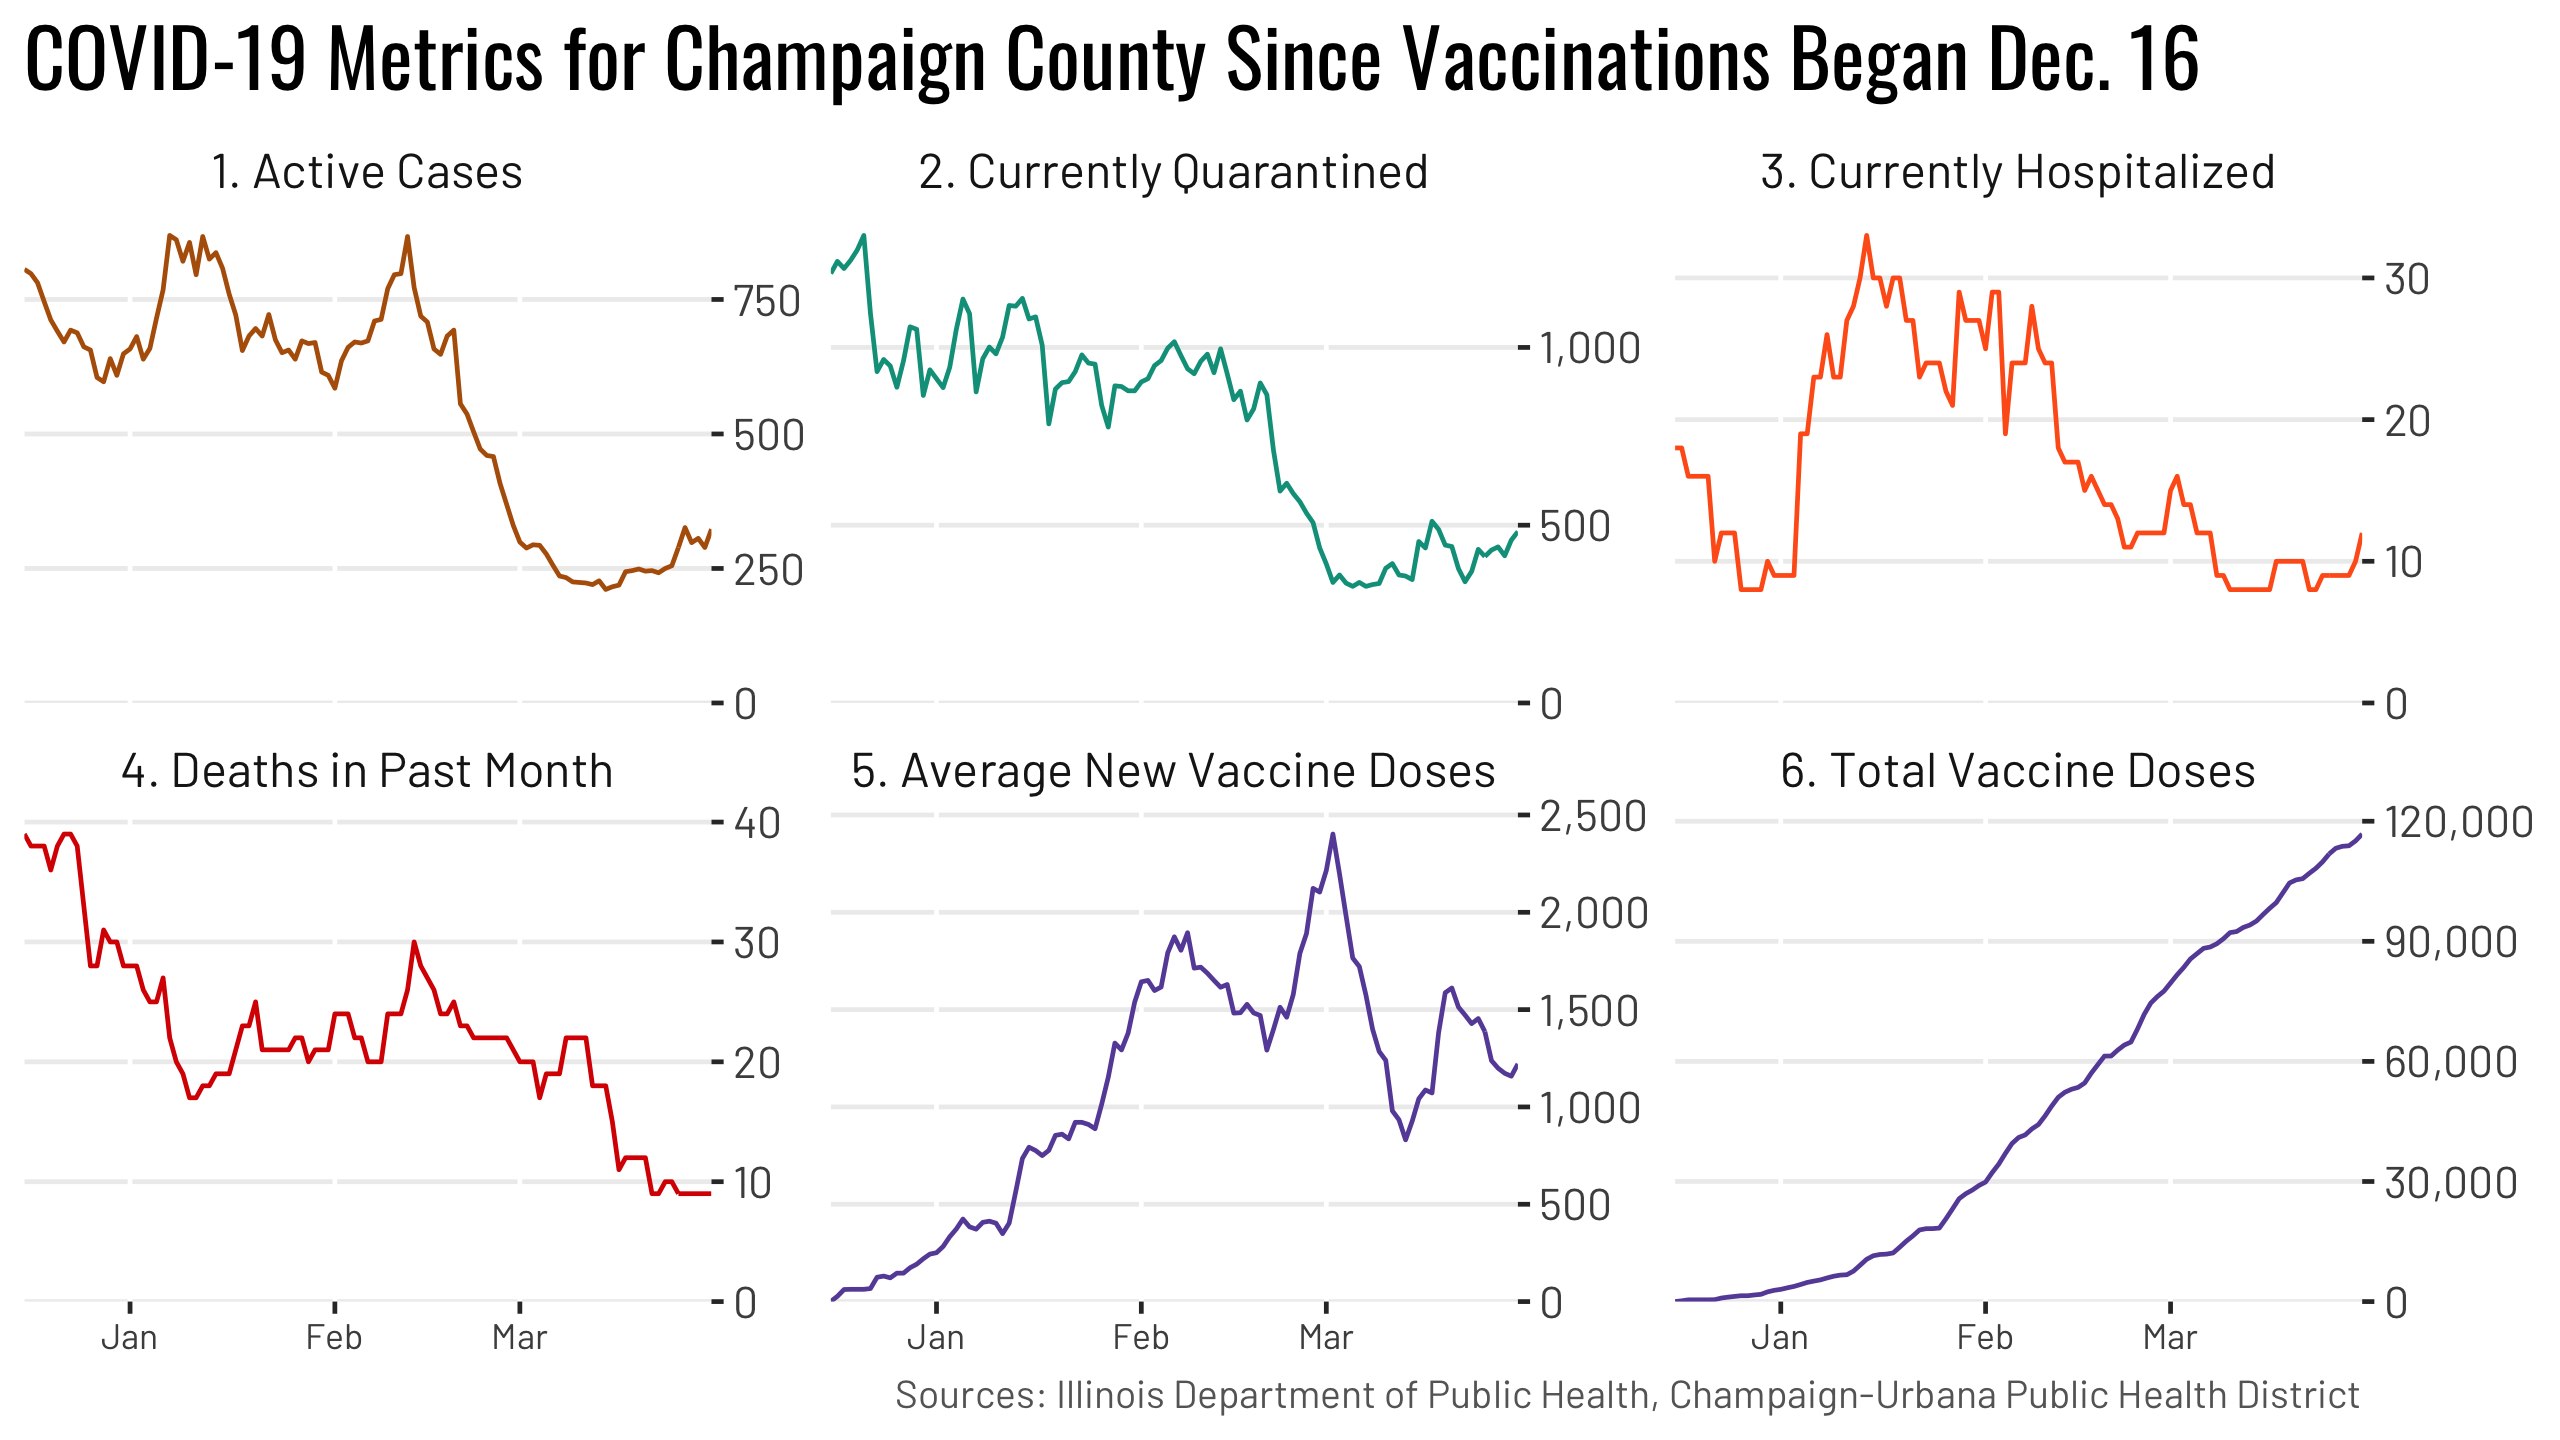 COVID-19 Metrics for Champaign County Since Vaccinations Began Dec. 16
1. Active Cases
750
500
250
0
2. Currently Quarantined
1,000
500
0
3. Currently Hospitalized
30
20
10
0
4. Deaths in Past Month
40
30
20
10
0
Jan Feb Mar
5. Average New Vaccine Doses
2,500
2,000
1,500
1,000
500
0
Jan Feb Mar
6. Total Vaccine Doses
120,000
90,000
60,000
30,000
0
Jan Feb Mar
Sources: Illinois Department of Public Health, Champaign-Urbana Public Health District